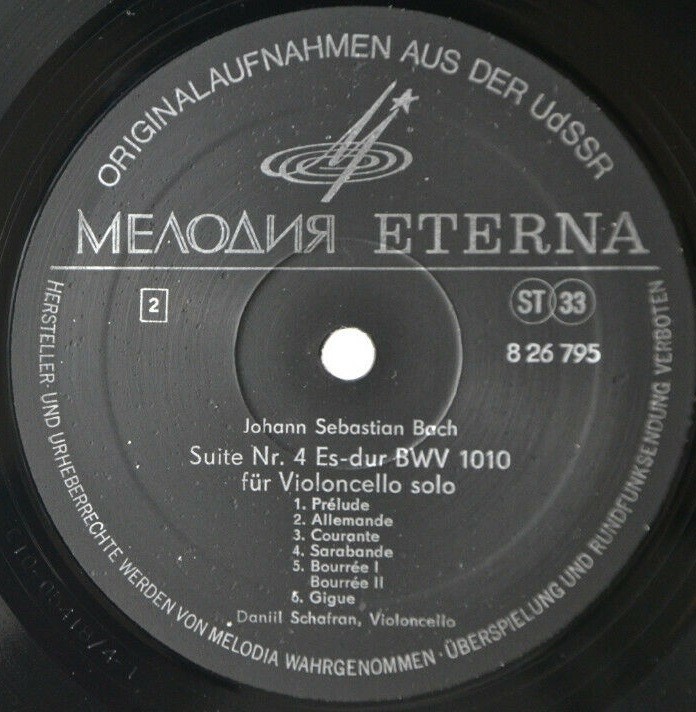 ORIGINALAUFNAHMEN AUS DER UdSSR
МЕЛОДИЯ ETERNA
2
ST 33
8 26 795
Johann Sebastian Bach
Suite Nr. 4 Es-dur BWV 1010
für Violoncello solo
1. Prélude
2. Allemande
3. Courante
4. Sarabande
5. Bourrée I
Bourrée II
6. Gigue
Daniil Schafran, Violoncello
HERSTELLER- UND URHEBERRECHTE WERDEN VON MELODIA WAHRGENOMMEN · ÜBERSPIELUNG UND RUNDFUNKSENDUNG VERBOTEN